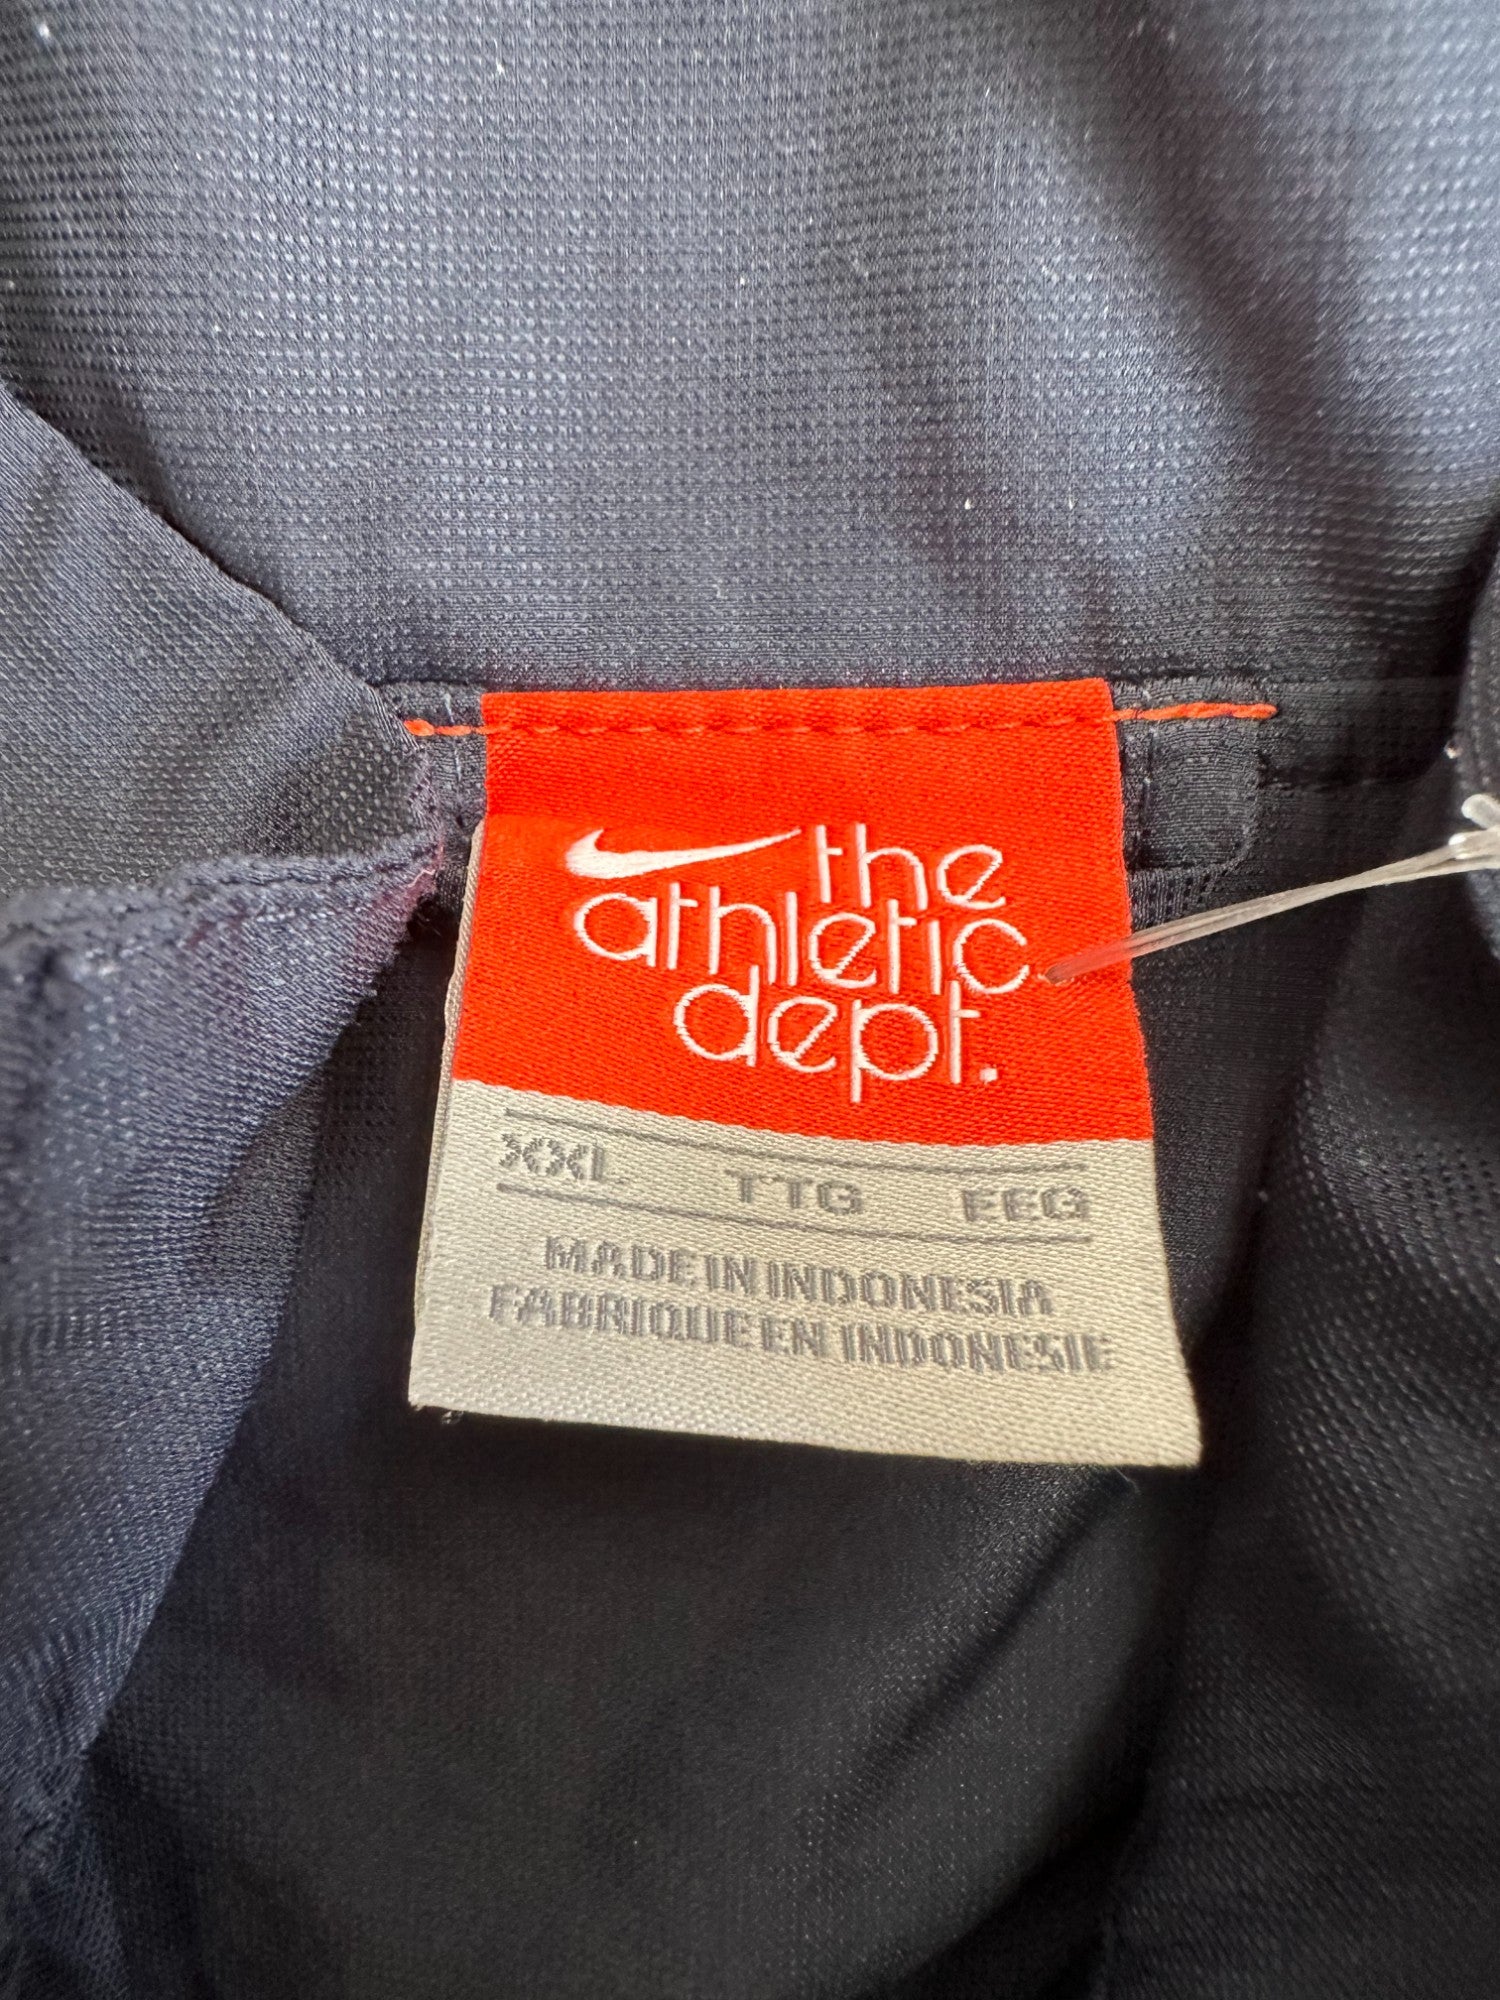 the
athletic
dept.
XXL TTG EEG
MADE IN INDONESIA
FABRIQUE EN INDONESIE